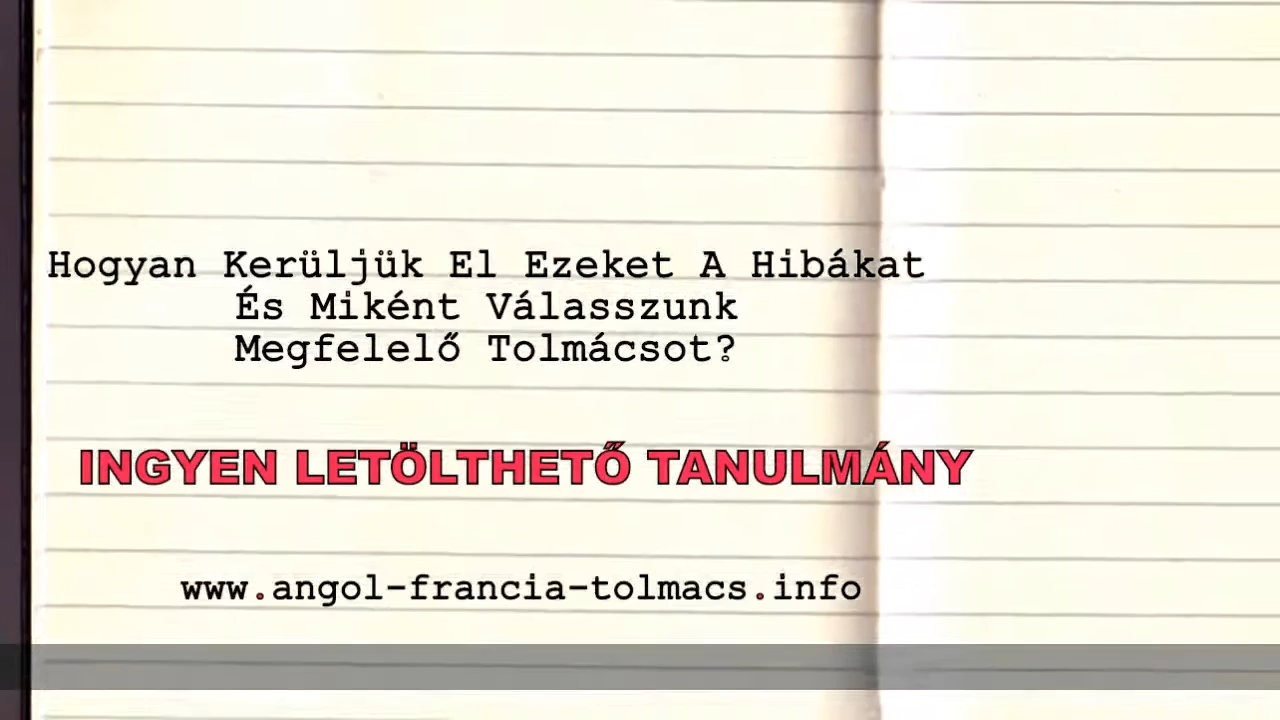 Hogyan Kerüljük El Ezeket A Hibákat
És Miként Válasszunk
Megfelelő Tolmácsot?
INGYEN LETÖLTHETŐ TANULMÁNY
www.angol-francia-tolmacs.info